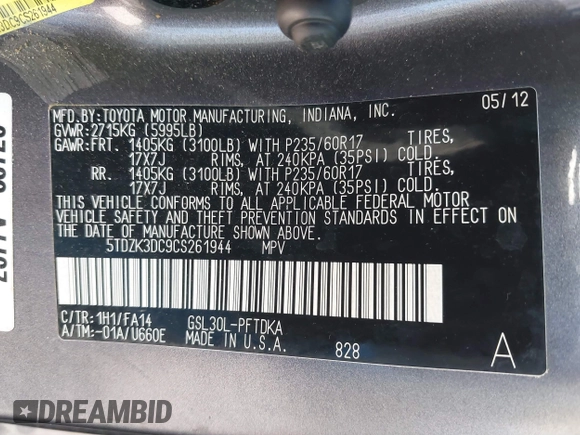 DC9CS261944
MFD.BY:TOYOTA MOTOR MANUFACTURING, INDIANA, INC. 05/12
GVWR:2715KG (5995LB)
GAWR:FRT. 1405KG (3100LB) WITH P235/60R17 TIRES,
17X7J RIMS, AT 240KPA (35PSI) COLD.
RR. 1405KG (3100LB) WITH P235/60R17 TIRES,
17X7J RIMS, AT 240KPA (35PSI) COLD.
THIS VEHICLE CONFORMS TO ALL APPLICABLE FEDERAL MOTOR
VEHICLE SAFETY AND THEFT PREVENTION STANDARDS IN EFFECT
ON THE DATE OF MANUFACTURE SHOWN ABOVE.
5TDZK3DC9CS261944 MPV
C/TR:1H1/FA14 GSL30L-PFTDKA
A/TM:-01A/U660E MADE IN U.S.A. 828 A
DREAMBID